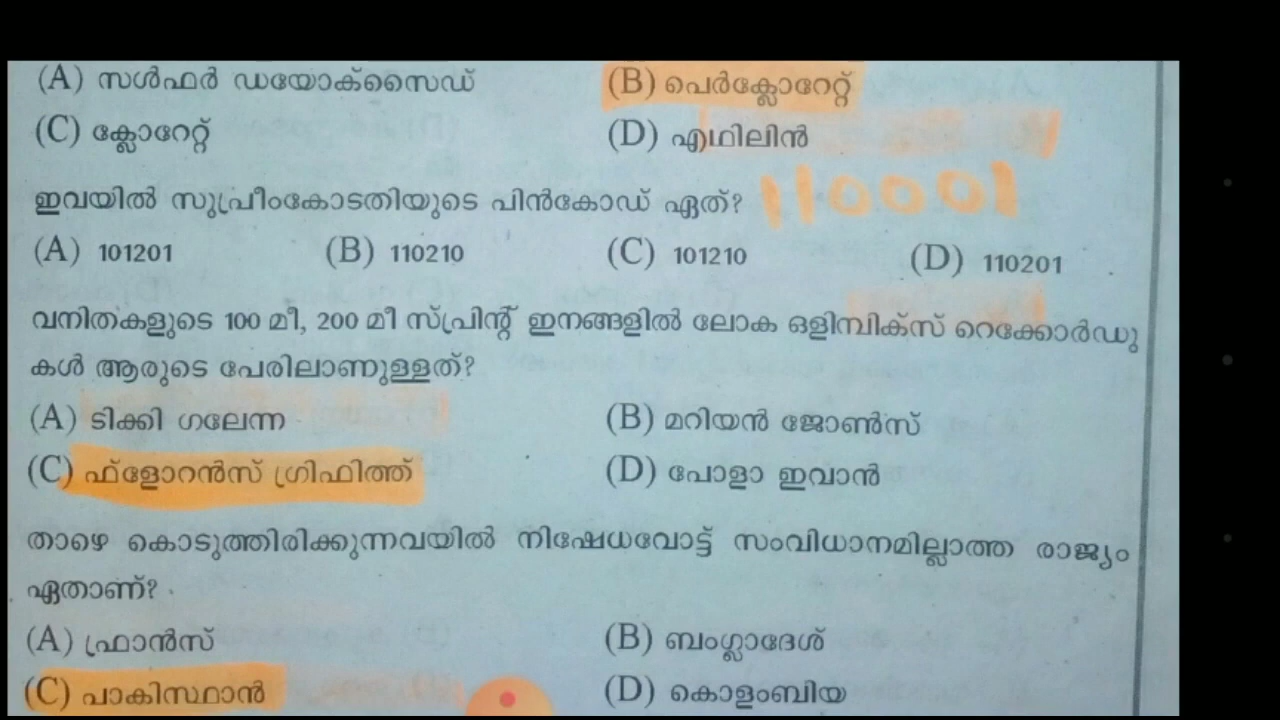 (A) സൾഫർ ഡയോക്സൈഡ് (B) പെർക്ലോറേറ്റ്
(C) ക്ലോറേറ്റ് (D) എഥിലിൻ
ഇവയിൽ സുപ്രീംകോടതിയുടെ പിൻകോഡ് ഏത്? 110001
(A) 101201 (B) 110210 (C) 101210 (D) 110201
വനിതകളുടെ 100 മീ, 200 മീ സ്പ്രിന്റ് ഇനങ്ങളിൽ ലോക ഒളിമ്പിക്സ് റെക്കോർഡു
കൾ ആരുടെ പേരിലാണുള്ളത്?
(A) ടിക്കി ഗലേന്ന (B) മറിയൻ ജോൺസ്
(C) ഫ്ളോറൻസ് ഗ്രിഫിത്ത് (D) പോളാ ഇവാൻ
താഴെ കൊടുത്തിരിക്കുന്നവയിൽ നിഷേധവോട്ട് സംവിധാനമില്ലാത്ത രാജ്യം
ഏതാണ്?
(A) ഫ്രാൻസ് (B) ബംഗ്ലാദേശ്
(C) പാകിസ്ഥാൻ (D) കൊളംബിയ